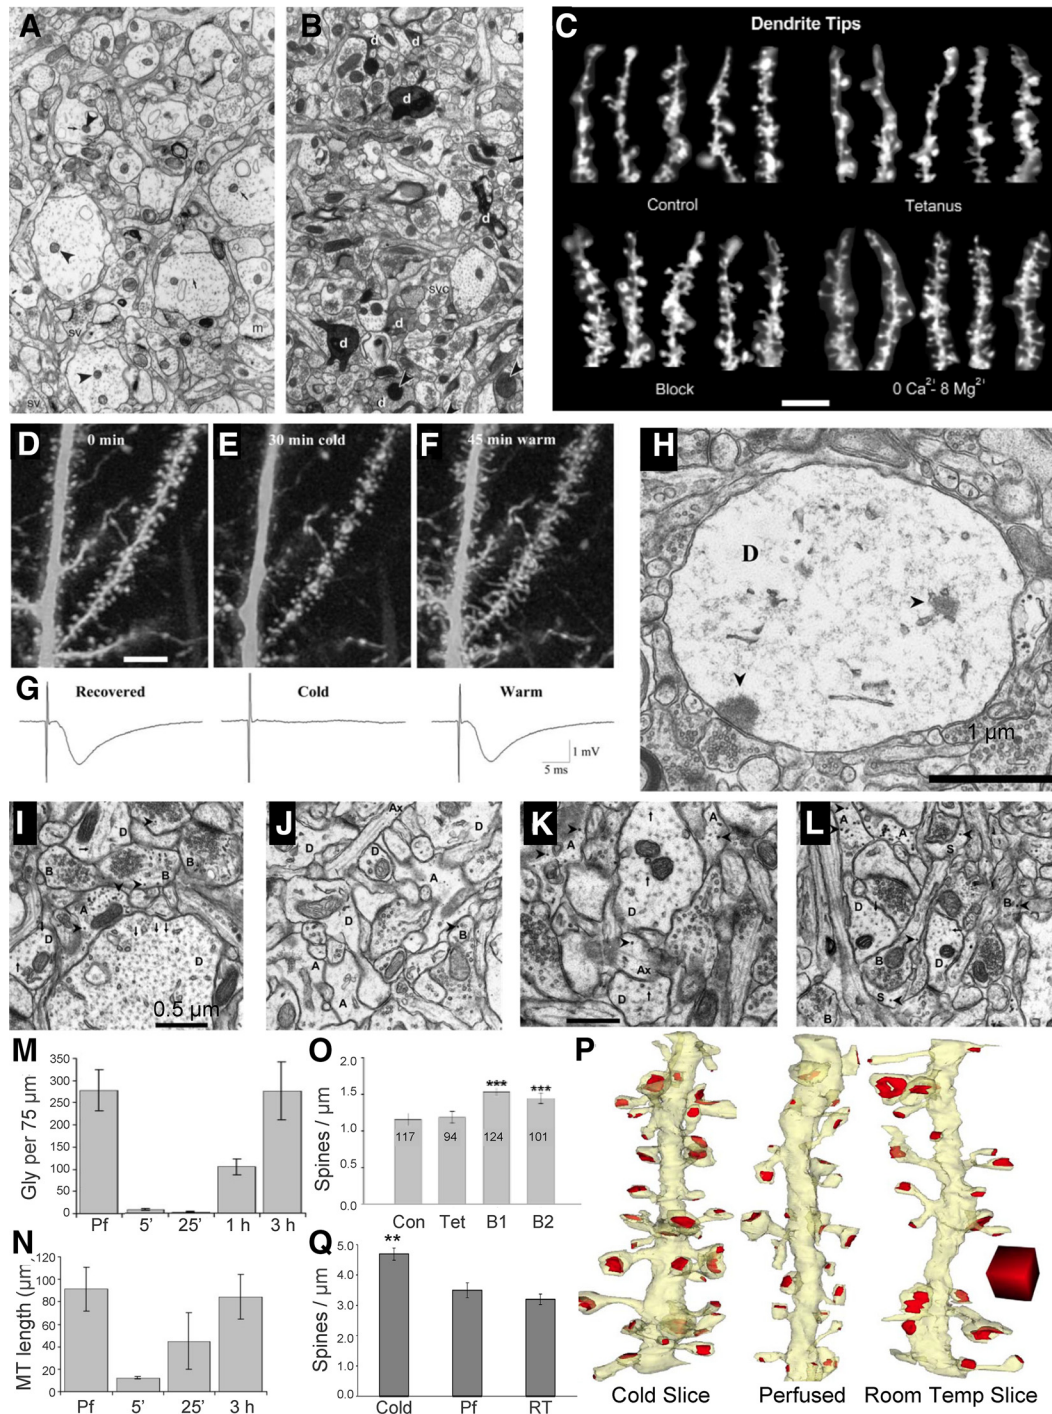 A
m
sv
sv
B
d
d
d
d
svc
d
d
d
C
Dendrite Tips
Control
Tetanus
Block
0 Ca2+- 8 Mg2+
D
0 min
E
30 min cold
F
45 min warm
G
Recovered
Cold
Warm
1 mV
5 ms
H
D
1 µm
I
D
B
B
B
A
D
D
0.5 µm
J
Ax
D
D
D
A
D
B
A
A
K
A
A
D
Ax
D
L
A
A
S
B
D
B
D
S
B
M
Gly per 75 µm
350
300
250
200
150
100
50
0
Pf
5'
25'
1 h
3 h
N
MT length (µm)
120
100
80
60
40
20
0
Pf
5'
25'
3 h
O
Spines / µm
2.0
1.5
1.0
0.0
***
***
117
94
124
101
Con
Tet
B1
B2
Q
Spines / µm
5.0
4.0
3.0
2.0
1.0
0.0
**
Cold
Pf
RT
P
Cold Slice
Perfused
Room Temp Slice